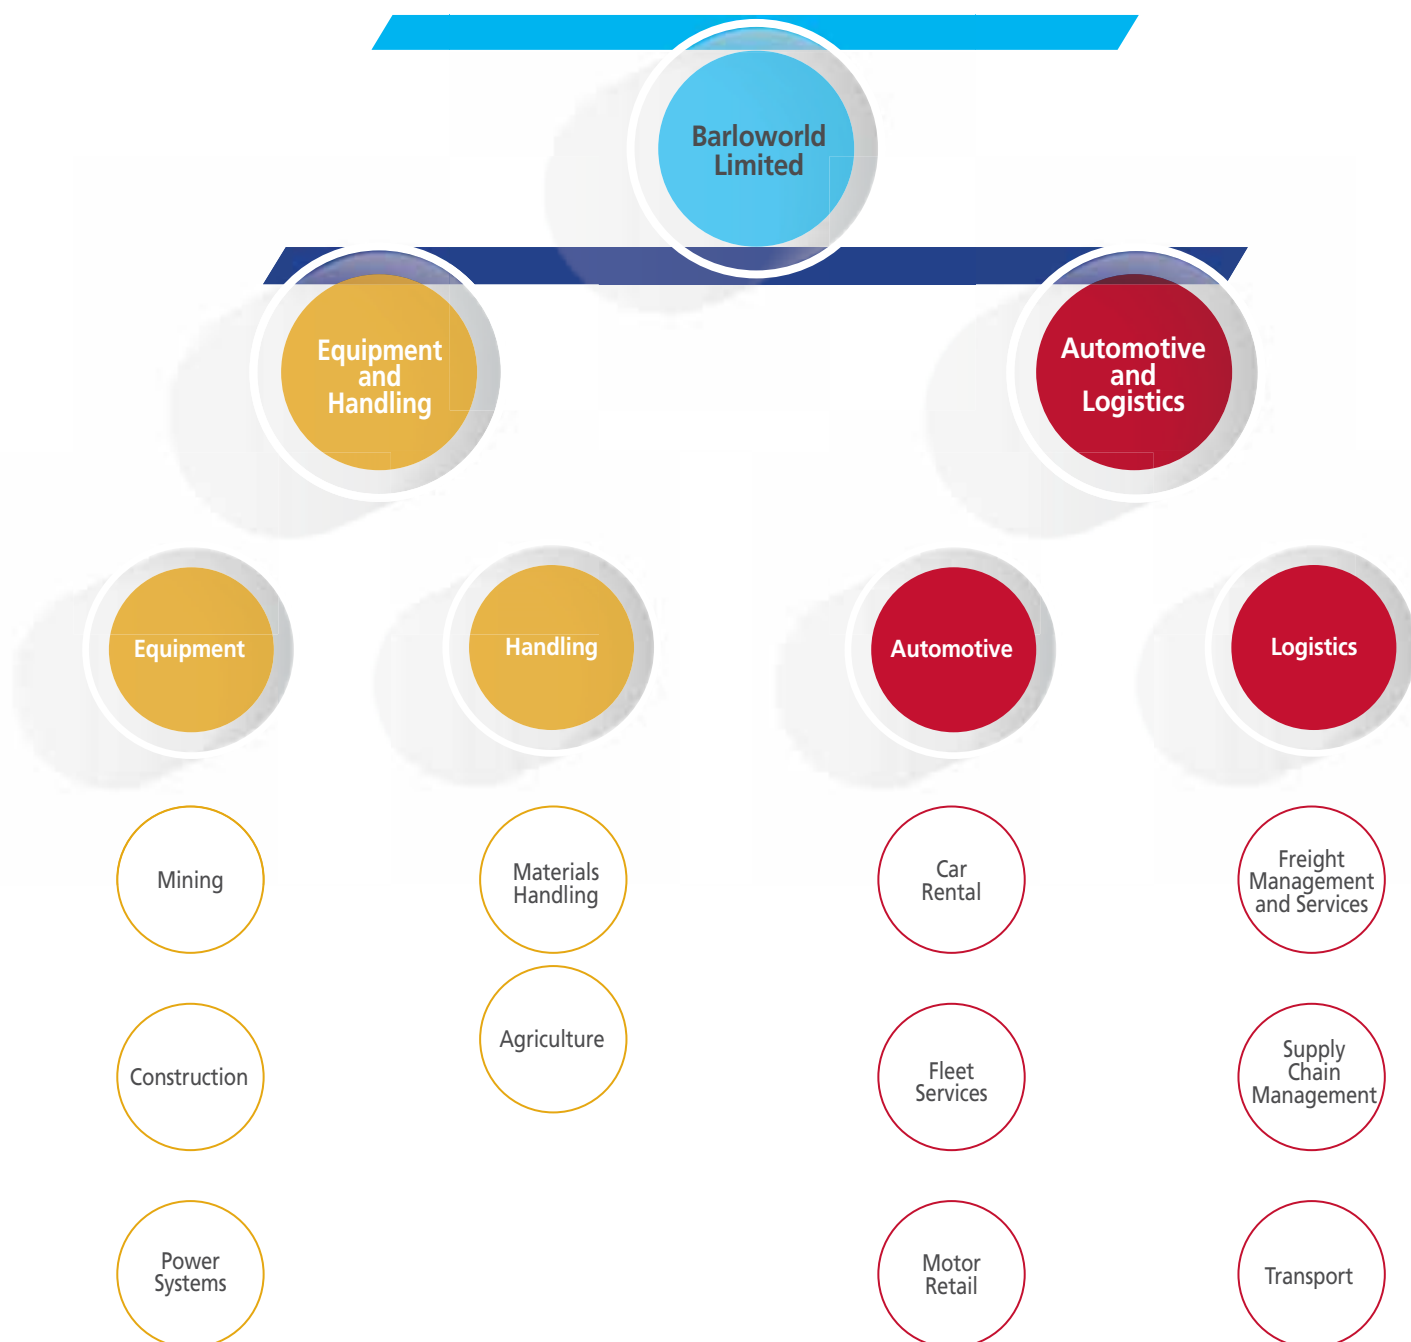 Barloworld
Limited
Equipment
and
Handling
Automotive
and
Logistics
Equipment
Handling
Automotive
Logistics
Mining
Materials
Handling
Car
Rental
Freight
Management
and Services
Construction
Agriculture
Fleet
Services
Supply
Chain
Management
Power
Systems
Motor
Retail
Transport